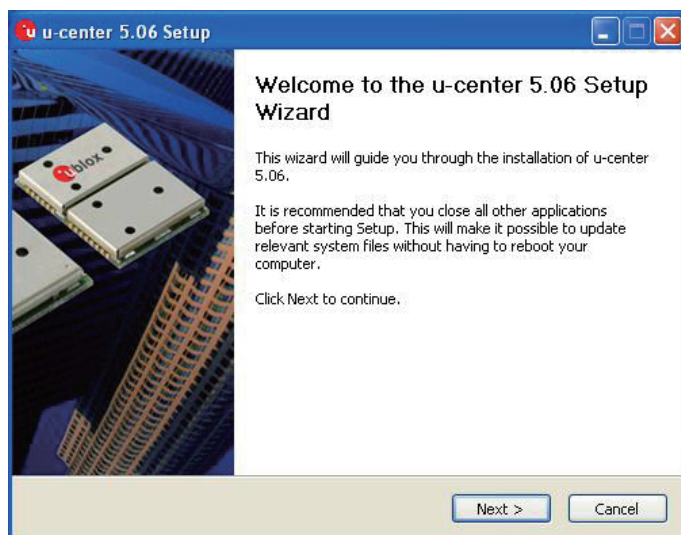 u-center 5.06 Setup
ublox
Welcome to the u-center 5.06 Setup
Wizard
This wizard will guide you through the installation of u-center
5.06.
It is recommended that you close all other applications
before starting Setup. This will make it possible to update
relevant system files without having to reboot your
computer.
Click Next to continue.
Next >
Cancel